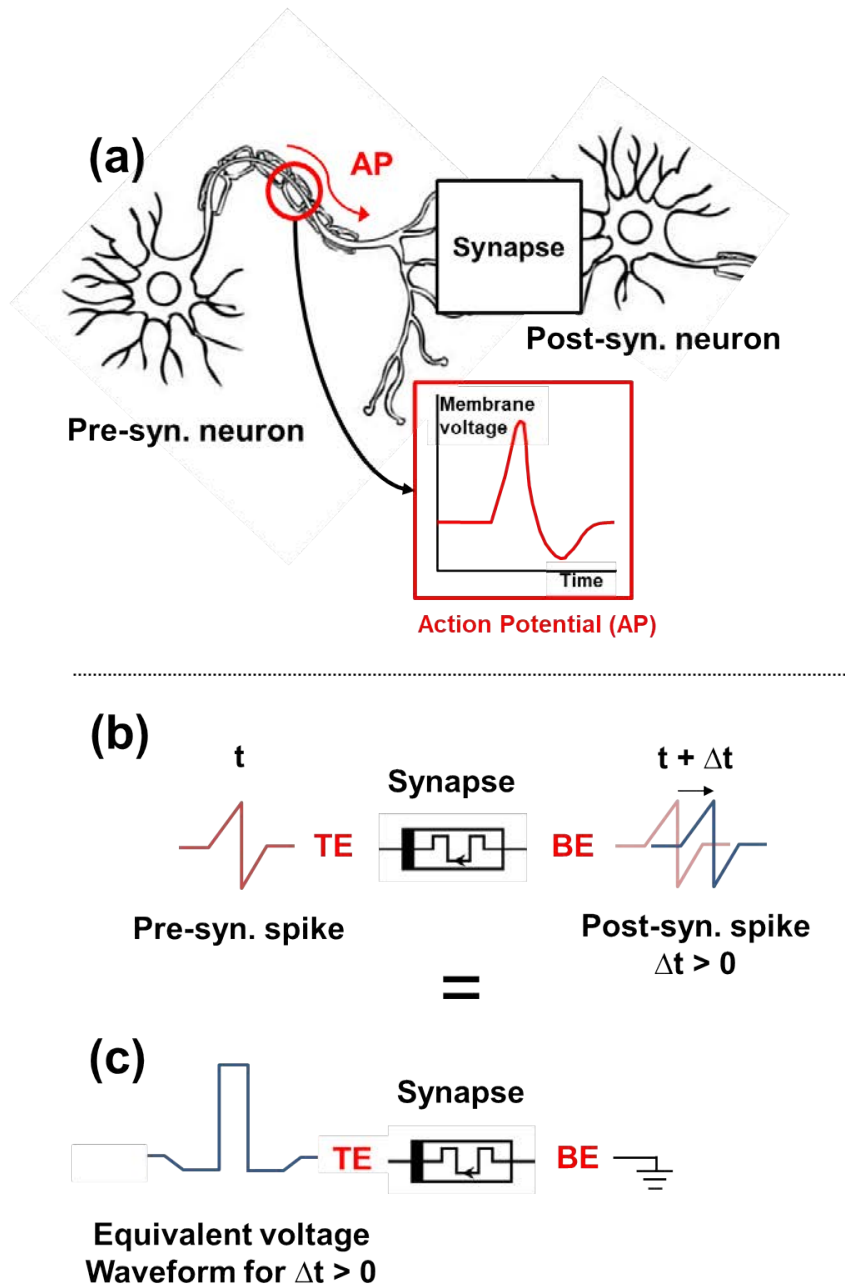 (a)
AP
Synapse
Post-syn. neuron
Pre-syn. neuron
Membrane
voltage
Time
Action Potential (AP)
(b)
t
t + Δt
Synapse
TE
BE
Pre-syn. spike
Post-syn. spike
Δt > 0
=
(c)
Synapse
TE
BE
Equivalent voltage
Waveform for Δt > 0